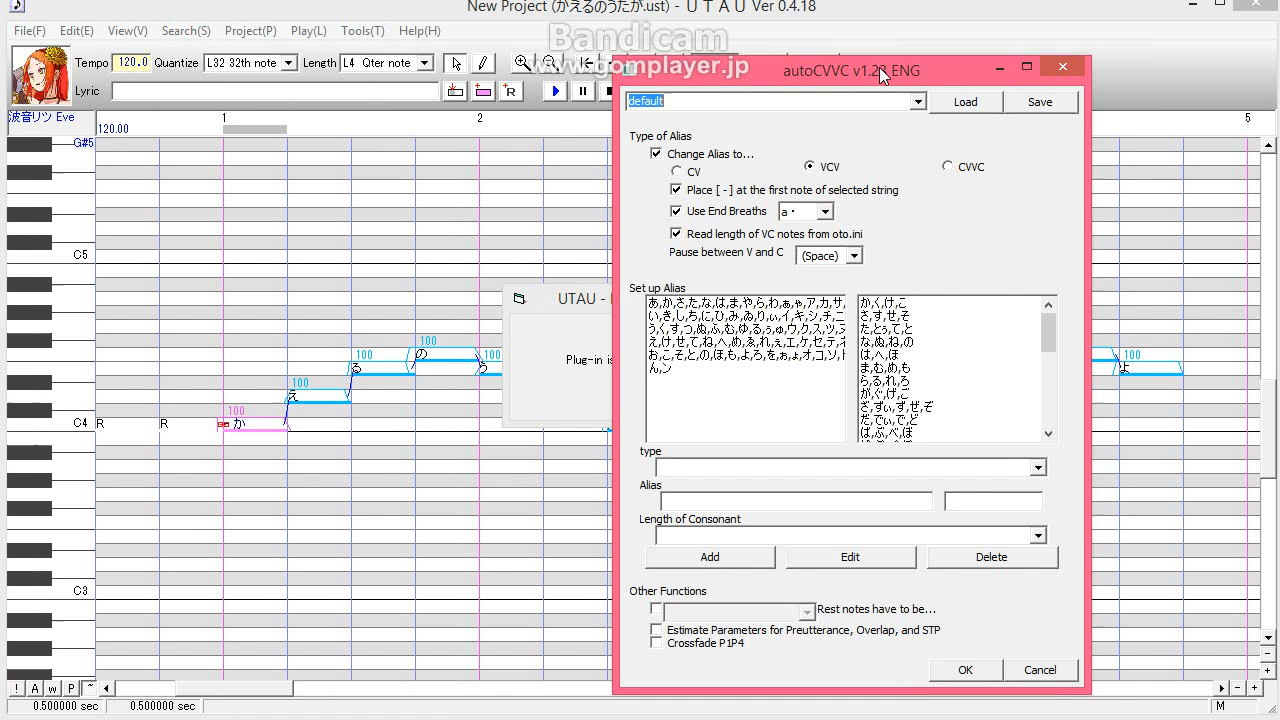 New Project (かえるのうたが.ust) - U T A U Ver 0.4.18
Bandicam
www.gomplayer.jp
File(F) Edit(E) View(V) Search(S) Project(P) Play(L) Tools(T) Help(H)
Tempo 120.0 Quantize L32 32th note Length L4 Qter note
Lyric
R
波音リツ Eve
120.00
1 2 5
G#5
C5
C4
C3
R R
100 か
100 え
100 る
100 の
100 う
100 よ
UTAU -
Plug-in is
autoCVVC v1.23 ENG
default Load Save
Type of Alias
Change Alias to...
CV VCV CVVC
Place [ - ] at the first note of selected string
Use End Breaths a・
Read length of VC notes from oto.ini
Pause between V and C (Space)
Set up Alias
あ,か,さ,た,な,は,ま,や,ら,わ,ぁ,ゃ,ア,カ,サ,
い,き,し,ち,に,ひ,み,ゐ,り,ぃ,イ,キ,シ,チ,ニ
うく,す,つ,ぬ,ふ,む,ゆ,る,ぅ,ゅ,ウ,ク,ス,ツ,ヌ
え,け,せ,て,ね,へ,め,ゑ,れ,ぇ,エ,ケ,セ,テ,
お,こ,そ,と,の,ほ,も,よ,ろ,を,ぉ,ょ,オ,コ,ソ,
ん,ン
か,く,け,こ
さ,す,せ,そ
た,とぅ,て,と
な,ぬ,ね,の
は,へ,ほ
ま,む,め,も
ら,る,れ,ろ
が,ぐ,げ,ご
ざ,ずぃ,ず,ぜ,ぞ
だ,でぃ,で,ど
ば,ぶ,べ,ぼ
type
Alias
Length of Consonant
Add Edit Delete
Other Functions
Rest notes have to be...
Estimate Parameters for Preutterance, Overlap, and STP
Crossfade P1P4
OK Cancel
! A w P ~
0.500000 sec 0.500000 sec M